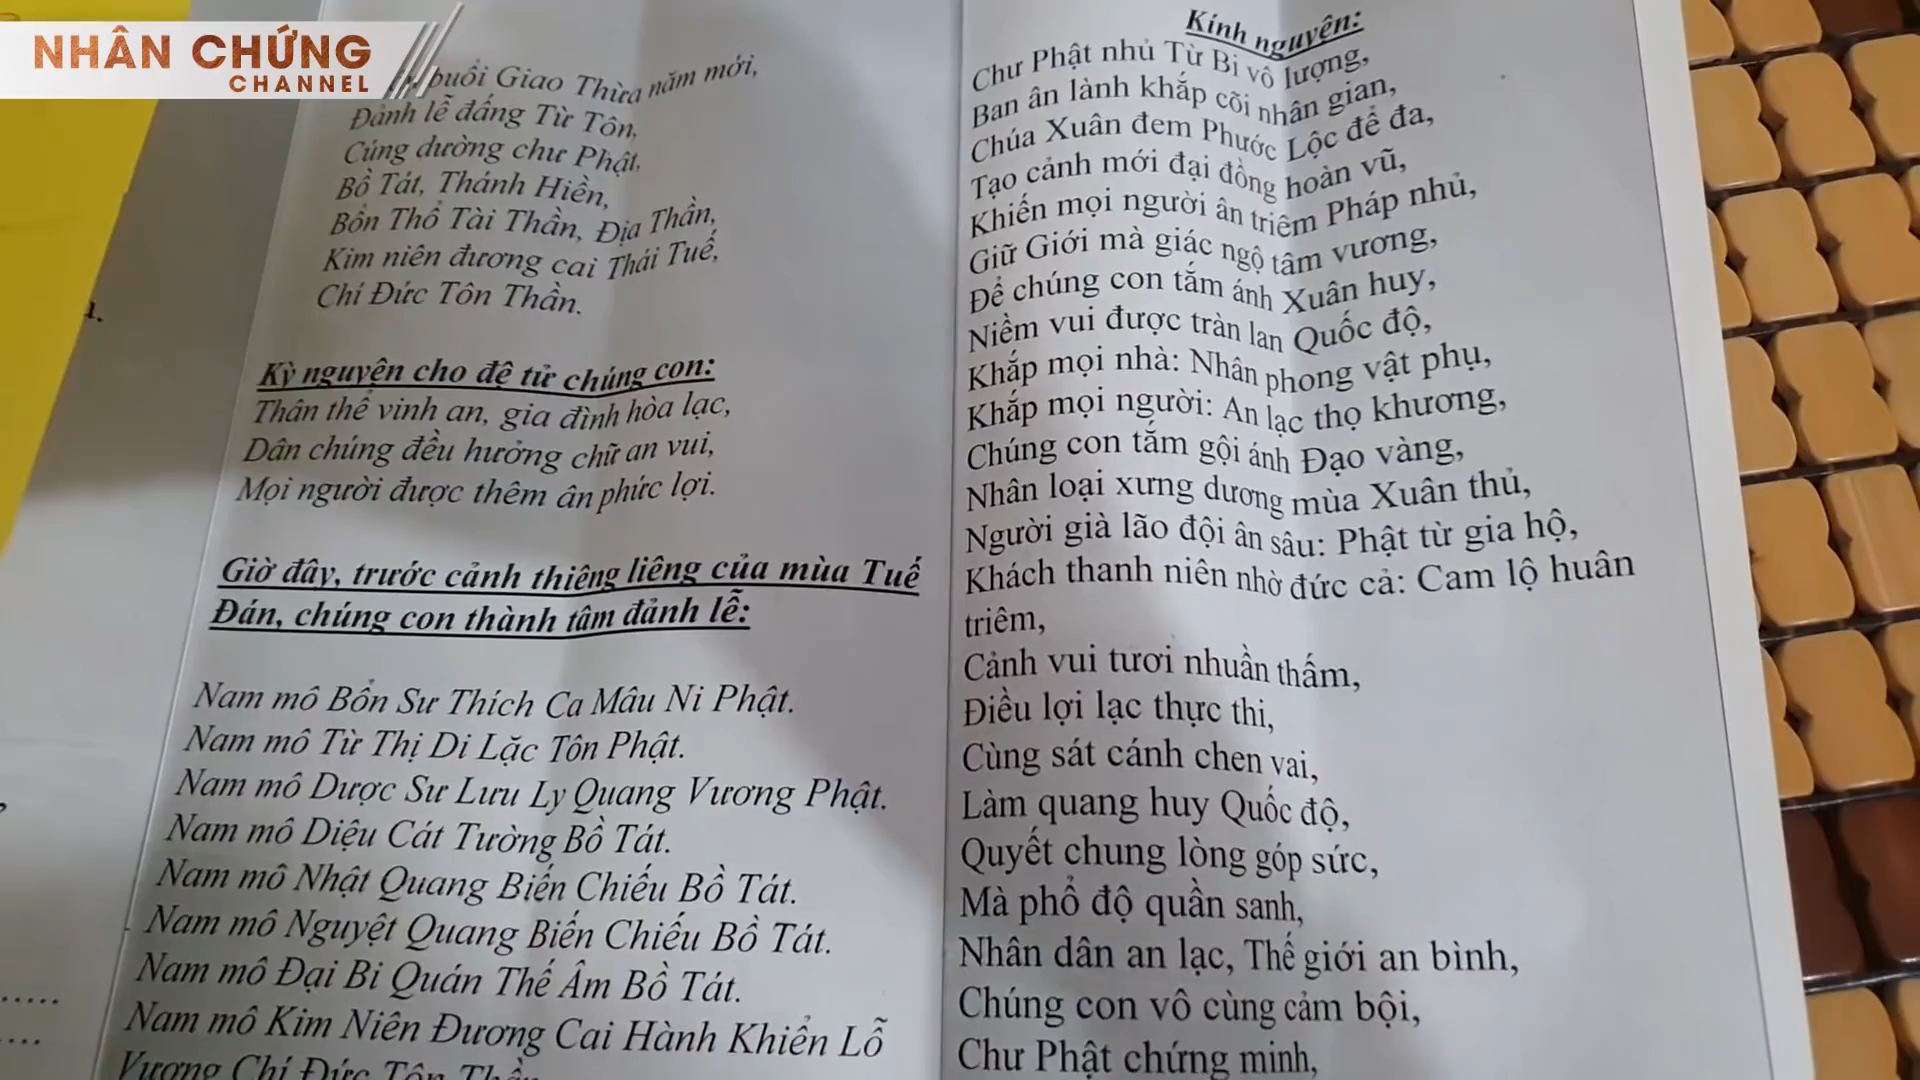 NHÂN CHỨNG
CHANNEL
buổi Giao Thừa năm mới,
Đảnh lễ đấng Từ Tôn,
Cúng dường chư Phật,
Bồ Tát, Thánh Hiền,
Bổn Thổ Tài Thần, Địa Thần,
Kim niên đương cai Thái Tuế,
Chí Đức Tôn Thần.
Kỳ nguyện cho đệ tử chúng con:
Thân thể vinh an, gia đình hòa lạc,
Dân chúng đều hưởng chữ an vui,
Mọi người được thêm ân phức lợi.
Giờ đây, trước cảnh thiêng liêng của mùa Tuế
Đán, chúng con thành tâm đảnh lễ:
Nam mô Bổn Sư Thích Ca Mâu Ni Phật.
Nam mô Từ Thị Di Lặc Tôn Phật.
Nam mô Dược Sư Lưu Ly Quang Vương Phật.
Nam mô Diệu Cát Tường Bồ Tát.
Nam mô Nhật Quang Biến Chiếu Bồ Tát.
Nam mô Nguyệt Quang Biến Chiếu Bồ Tát.
Nam mô Đại Bi Quán Thế Âm Bồ Tát.
Nam mô Kim Niên Đương Cai Hành Khiển Lỗ
Vương Chí Đức Tôn Thần
Kính nguyện:
Chư Phật nhủ Từ Bi vô lượng,
Ban ân lành khắp cõi nhân gian,
Chúa Xuân đem Phước Lộc để đa,
Tạo cảnh mới đại đồng hoàn vũ,
Khiến mọi người ân triêm Pháp nhủ,
Giữ Giới mà giác ngộ tâm vương,
Để chúng con tắm ánh Xuân huy,
Niềm vui được tràn lan Quốc độ,
Khắp mọi nhà: Nhân phong vật phụ,
Khắp mọi người: An lạc thọ khương,
Chúng con tắm gội ánh Đạo vàng,
Nhân loại xưng dương mùa Xuân thủ,
Người già lão đội ân sâu: Phật từ gia hộ,
Khách thanh niên nhờ đức cả: Cam lộ huân
triêm,
Cảnh vui tươi nhuần thấm,
Điều lợi lạc thực thi,
Cùng sát cánh chen vai,
Làm quang huy Quốc độ,
Quyết chung lòng góp sức,
Mà phổ độ quần sanh,
Nhân dân an lạc, Thế giới an bình,
Chúng con vô cùng cảm bội,
Chư Phật chứng minh,